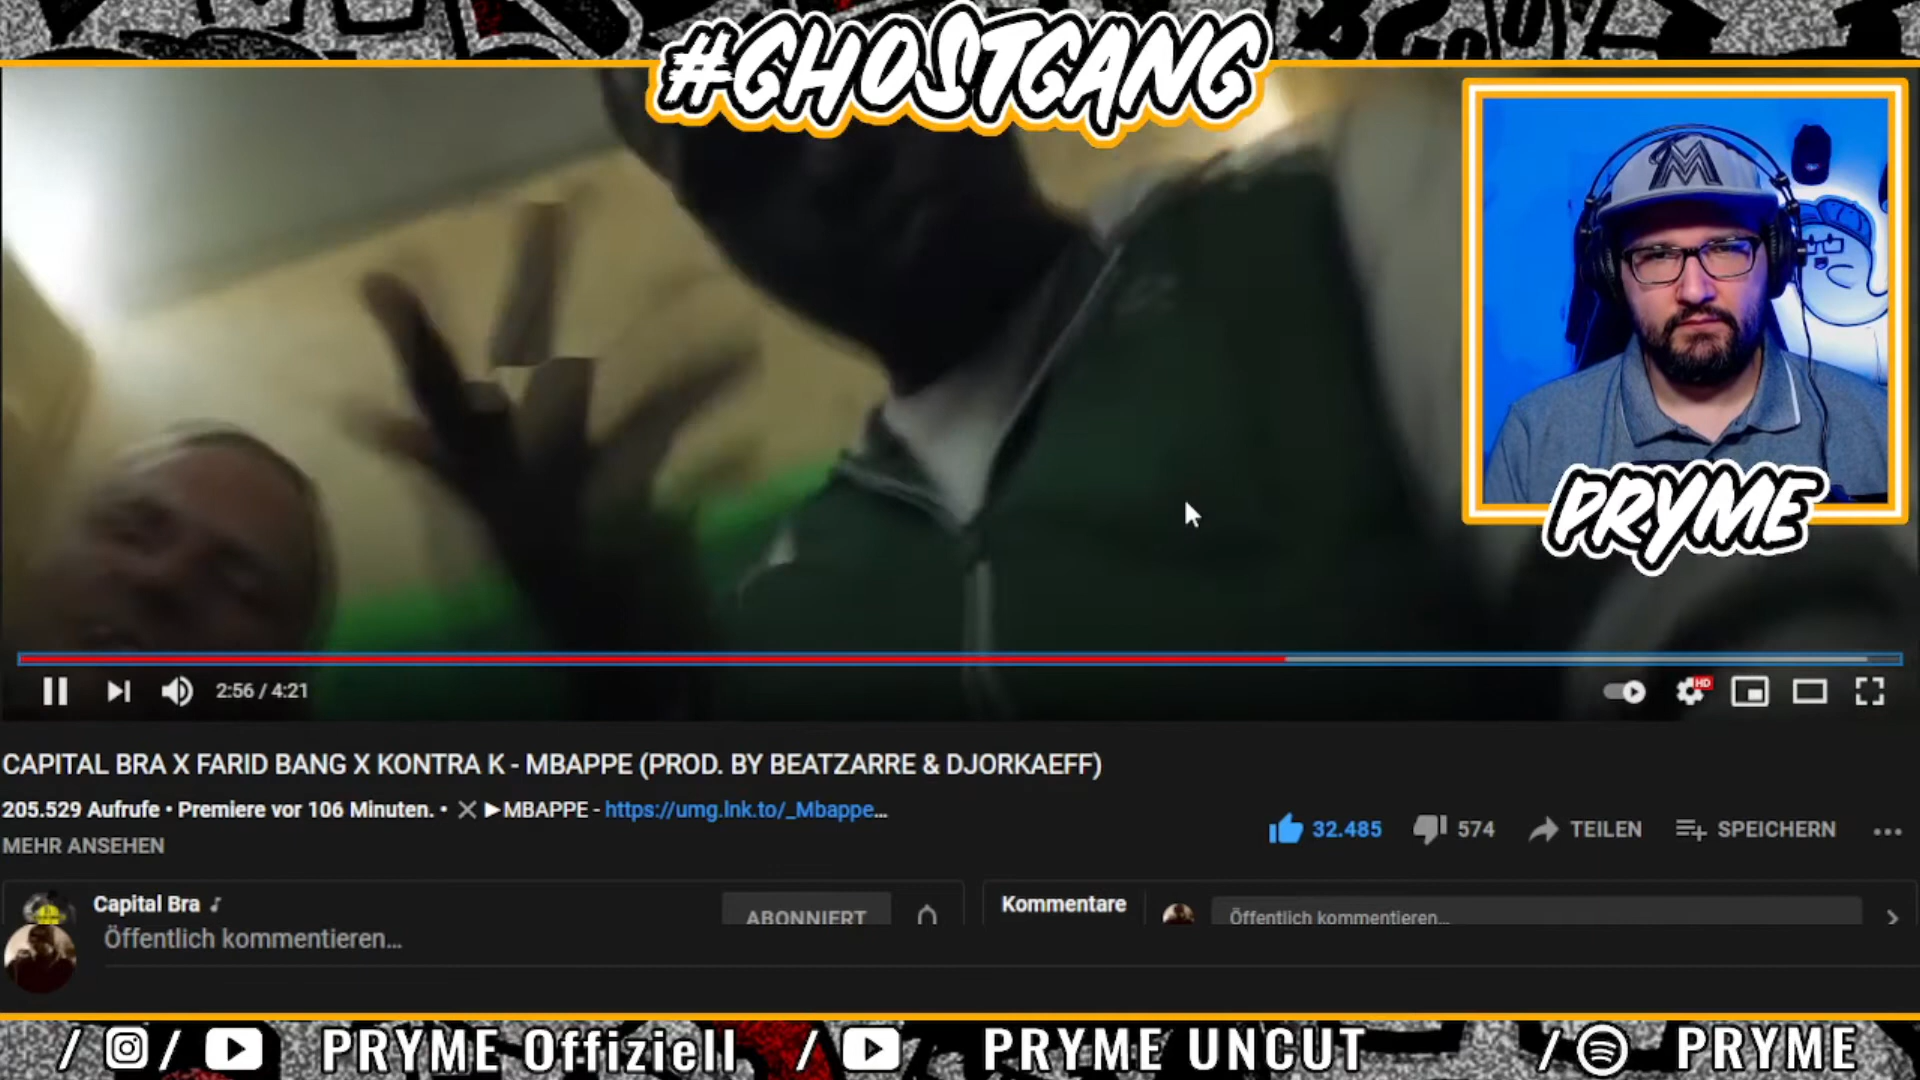 #GHOSTGANG
M
PRYME
2:56 / 4:21
HD
CAPITAL BRA X FARID BANG X KONTRA K - MBAPPE (PROD. BY BEATZARRE & DJORKAEFF)
205.529 Aufrufe • Premiere vor 106 Minuten. • ✕ ▶MBAPPE - https://umg.lnk.to/_Mbappe...
MEHR ANSEHEN
32.485
574
TEILEN
SPEICHERN
Capital Bra
ABONNIERT
Kommentare
Öffentlich kommentieren...
Öffentlich kommentieren...
/ / PRYME Offiziell / PRYME UNCUT / PRYME